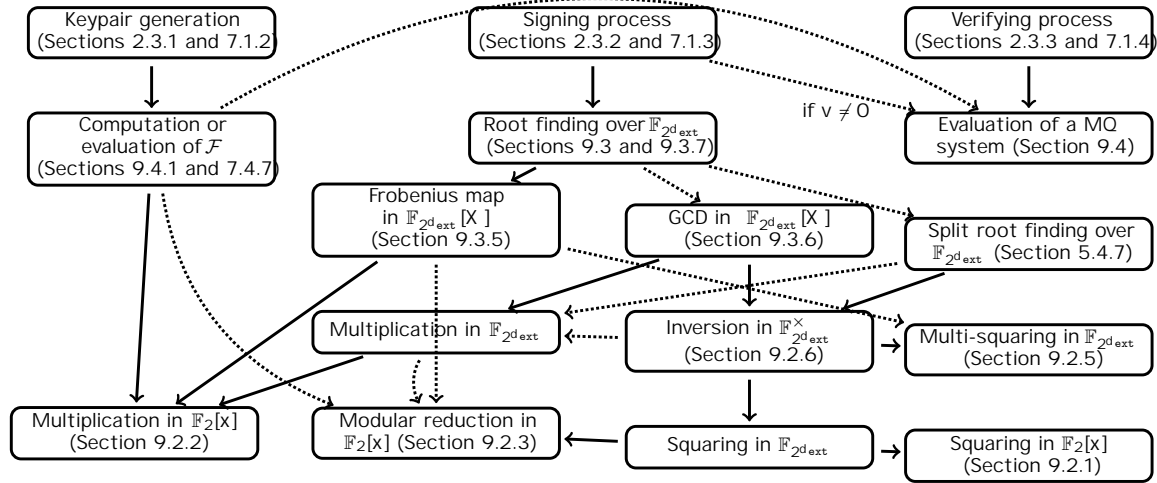 Keypair generation
(Sections 2.3.1 and 7.1.2)
Signing process
(Sections 2.3.2 and 7.1.3)
Verifying process
(Sections 2.3.3 and 7.1.4)
if v ≠ 0
Computation or
evaluation of ℱ
(Sections 9.4.1 and 7.4.7)
Root finding over 𝔽_{2^{d_ext}}
(Sections 9.3 and 9.3.7)
Evaluation of a MQ
system (Section 9.4)
Frobenius map
in 𝔽_{2^{d_ext}}[X]
(Section 9.3.5)
GCD in 𝔽_{2^{d_ext}}[X]
(Section 9.3.6)
Split root finding over
𝔽_{2^{d_ext}} (Section 5.4.7)
Multiplication in 𝔽_{2^{d_ext}}
Inversion in 𝔽^×_{2^{d_ext}}
(Section 9.2.6)
Multi-squaring in 𝔽_{2^{d_ext}}
(Section 9.2.5)
Multiplication in 𝔽₂[x]
(Section 9.2.2)
Modular reduction in
𝔽₂[x] (Section 9.2.3)
Squaring in 𝔽_{2^{d_ext}}
Squaring in 𝔽₂[x]
(Section 9.2.1)